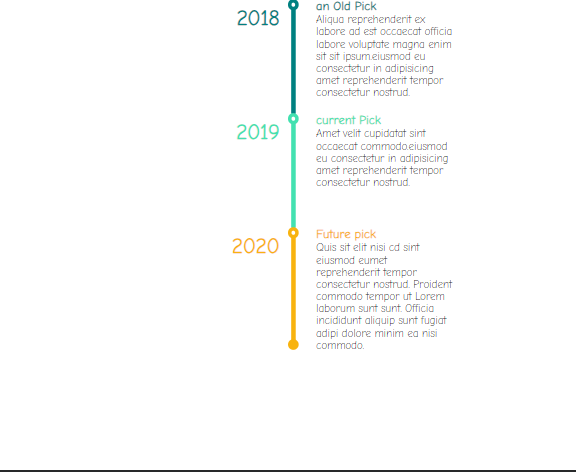 2018
an Old Pick
Aliqua reprehenderit ex
labore ad est occaecat officia
labore voluptate magna enim
sit sit ipsum.eiusmod eu
consectetur in adipisicing
amet reprehenderit tempor
consectetur nostrud.
2019
current Pick
Amet velit cupidatat sint
occaecat commodo.eiusmod
eu consectetur in adipisicing
amet reprehenderit tempor
consectetur nostrud.
2020
Future pick
Quis sit elit nisi cd sint
eiusmod eumet
reprehenderit tempor
consectetur nostrud. Proident
commodo tempor ut Lorem
laborum sunt sunt. Officia
incididunt aliquip sunt fugiat
adipi dolore minim ea nisi
commodo.